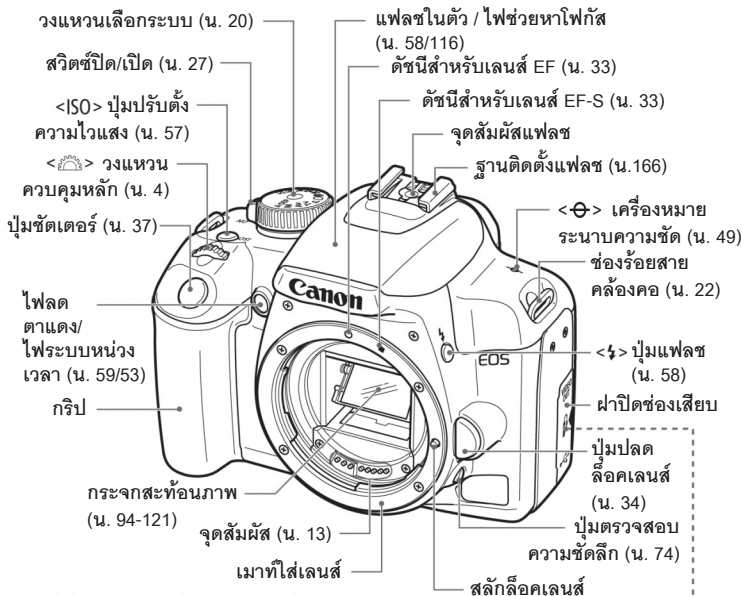 วงแหวนเลือกระบบ (น. 20)
สวิตซ์ปิด/เปิด (น. 27)
<ISO> ปุ่มปรับตั้ง
ความไวแสง (น. 57)
< > วงแหวน
ควบคุมหลัก (น. 4)
ปุ่มชัตเตอร์ (น. 37)
ไฟลด
ตาแดง/
ไฟระบบหน่วง
เวลา (น. 59/53)
กริป
กระจกสะท้อนภาพ
(น. 94-121)
จุดสัมผัส (น. 13)
เมาท์ใส่เลนส์
แฟลชในตัว / ไฟช่วยหาโฟกัส
(น. 58/116)
ดัชนีสำหรับเลนส์ EF (น. 33)
ดัชนีสำหรับเลนส์ EF-S (น. 33)
จุดสัมผัสแฟลช
ฐานติดตั้งแฟลช (น.166)
< > เครื่องหมาย
ระนาบความชัด (น. 49)
ช่องร้อยสาย
คล้องคอ (น. 22)
<⚡> ปุ่มแฟลช
(น. 58)
ฝาปิดช่องเสียบ
ปุ่มปลด
ล็อคเลนส์
(น. 34)
ปุ่มตรวจสอบ
ความชัดลึก (น. 74)
สลักล็อคเลนส์
Canon
EOS